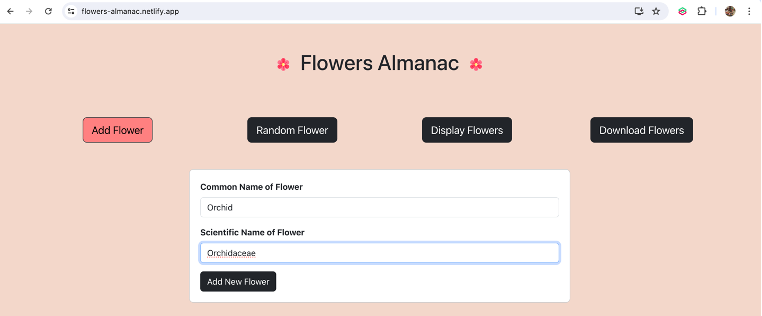 flowers-almanac.netlify.app
Flowers Almanac
Add Flower Random Flower Display Flowers Download Flowers
Common Name of Flower
Orchid
Scientific Name of Flower
Orchidaceae
Add New Flower